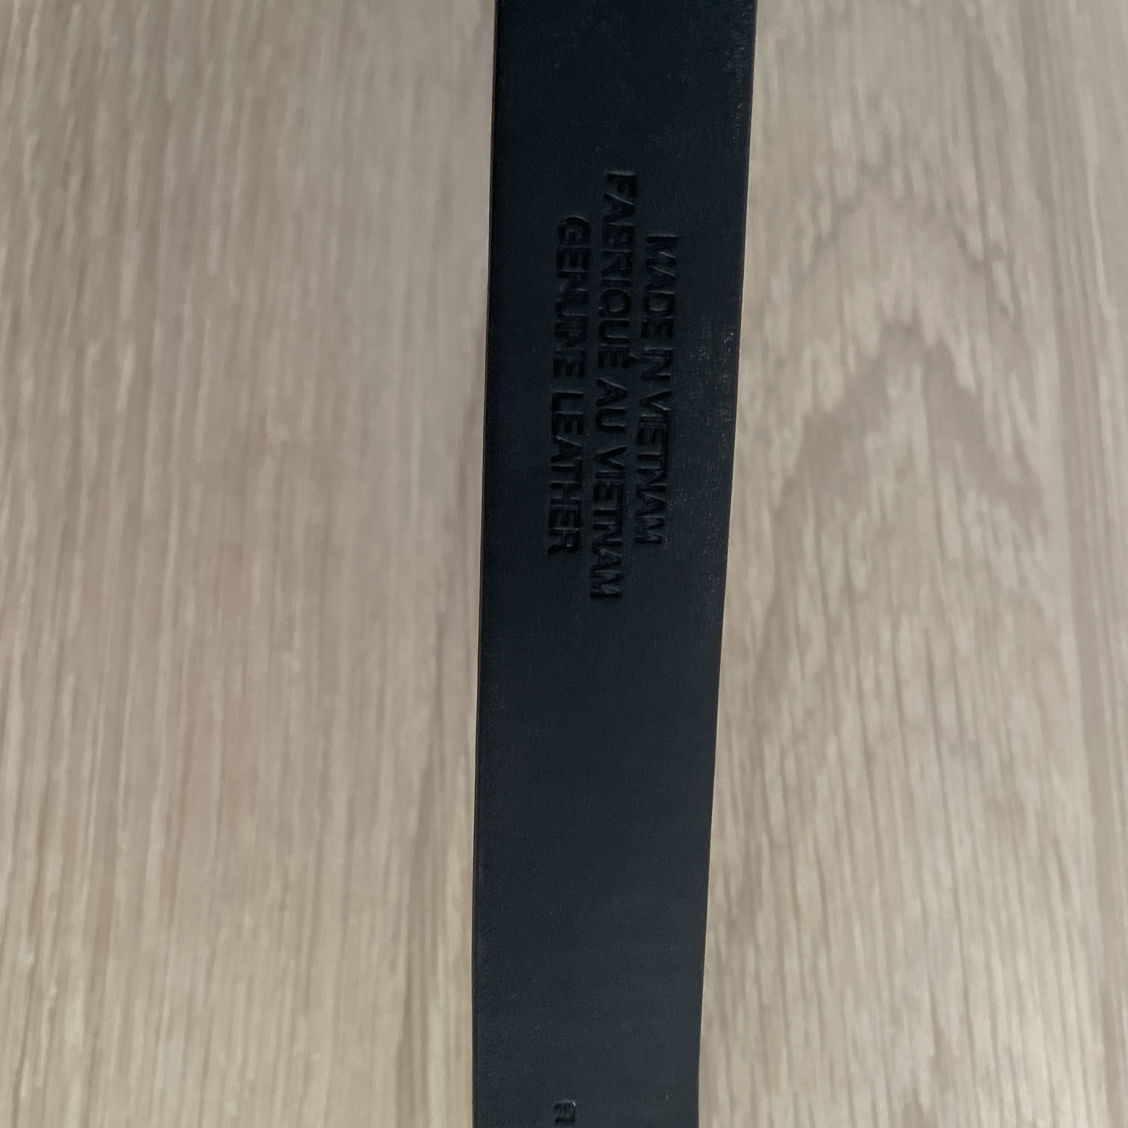 MADE IN VIETNAM
FABRIQUÉ AU VIETNAM
GENUINE LEATHER